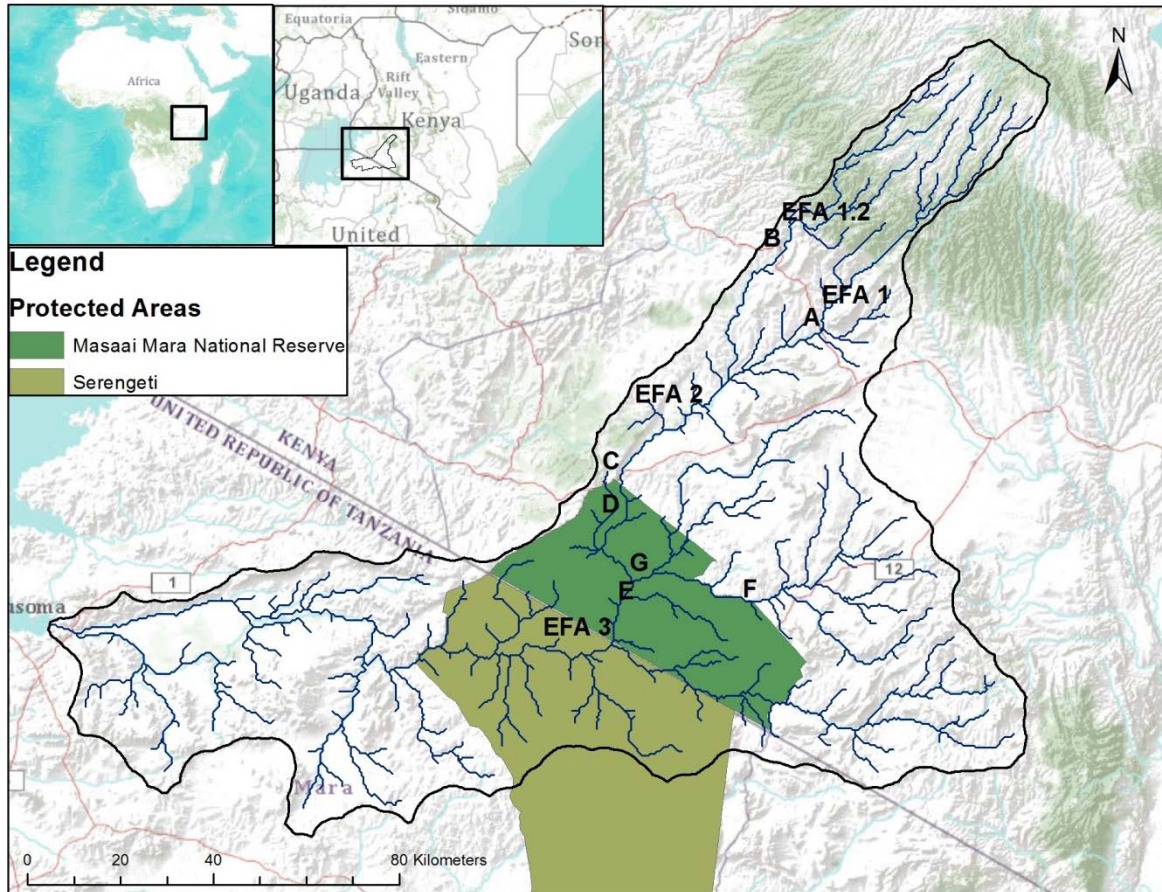 Africa
Equatoria
Sidamo
Som
Eastern
Uganda
Rift
Valley
Kenya
United
N
Legend
Protected Areas
Masaai Mara National Reserve
Serengeti
EFA 1.2
B
EFA 1
A
EFA 2
KENYA
UNITED REPUBLIC OF TANZANIA
C
D
G
E
F
12
1
asoma
EFA 3
Mara
0 20 40 80 Kilometers